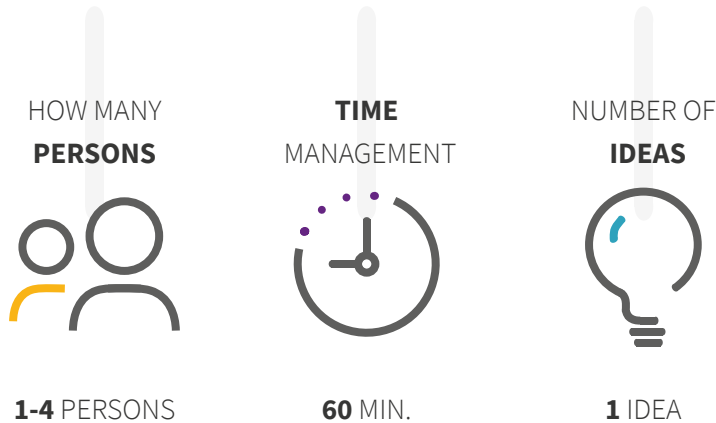 HOW MANY
PERSONS
1-4 PERSONS
TIME
MANAGEMENT
60 MIN.
NUMBER OF
IDEAS
1 IDEA